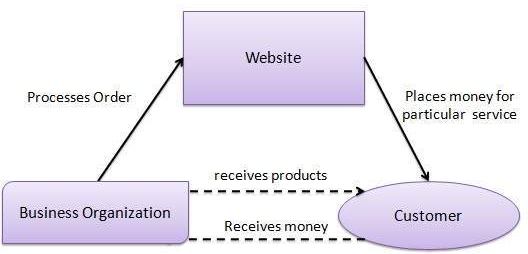 Website
Processes Order
Places money for
particular service
receives products
Business Organization
Customer
Receives money